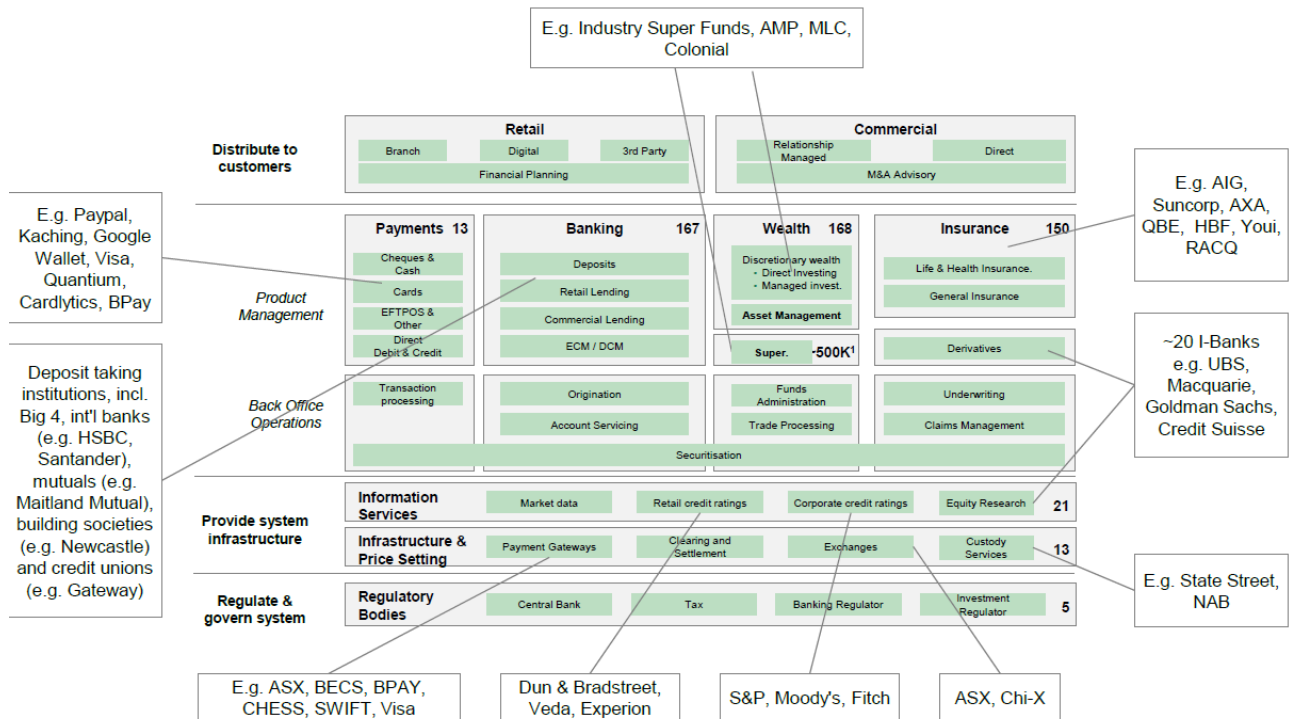 E.g. Industry Super Funds, AMP, MLC,
Colonial
Distribute to
customers
Retail
Branch
Digital
3rd Party
Financial Planning
Commercial
Relationship
Managed
Direct
M&A Advisory
E.g. Paypal,
Kaching, Google
Wallet, Visa,
Quantium,
Cardlytics, BPay
E.g. AIG,
Suncorp, AXA,
QBE, HBF, Youi,
RACQ
Product
Management
Payments 13
Cheques &
Cash
Cards
EFTPOS &
Other
Direct
Debit & Credit
Banking 167
Deposits
Retail Lending
Commercial Lending
ECM / DCM
Wealth 168
Discretionary wealth
- Direct Investing
- Managed invest.
Asset Management
Super. ~500K¹
Insurance 150
Life & Health Insurance.
General Insurance
Derivatives
Deposit taking
institutions, incl.
Big 4, int'l banks
(e.g. HSBC,
Santander),
mutuals (e.g.
Maitland Mutual),
building societies
(e.g. Newcastle)
and credit unions
(e.g. Gateway)
~20 I-Banks
e.g. UBS,
Macquarie,
Goldman Sachs,
Credit Suisse
Back Office
Operations
Transaction
processing
Origination
Account Servicing
Funds
Administration
Trade Processing
Underwriting
Claims Management
Securitisation
Provide system
infrastructure
Information
Services
Market data
Retail credit ratings
Corporate credit ratings
Equity Research
21
Infrastructure &
Price Setting
Payment Gateways
Clearing and
Settlement
Exchanges
Custody
Services
13
E.g. State Street,
NAB
Regulate &
govern system
Regulatory
Bodies
Central Bank
Tax
Banking Regulator
Investment
Regulator
5
E.g. ASX, BECS, BPAY,
CHESS, SWIFT, Visa
Dun & Bradstreet,
Veda, Experion
S&P, Moody's, Fitch
ASX, Chi-X